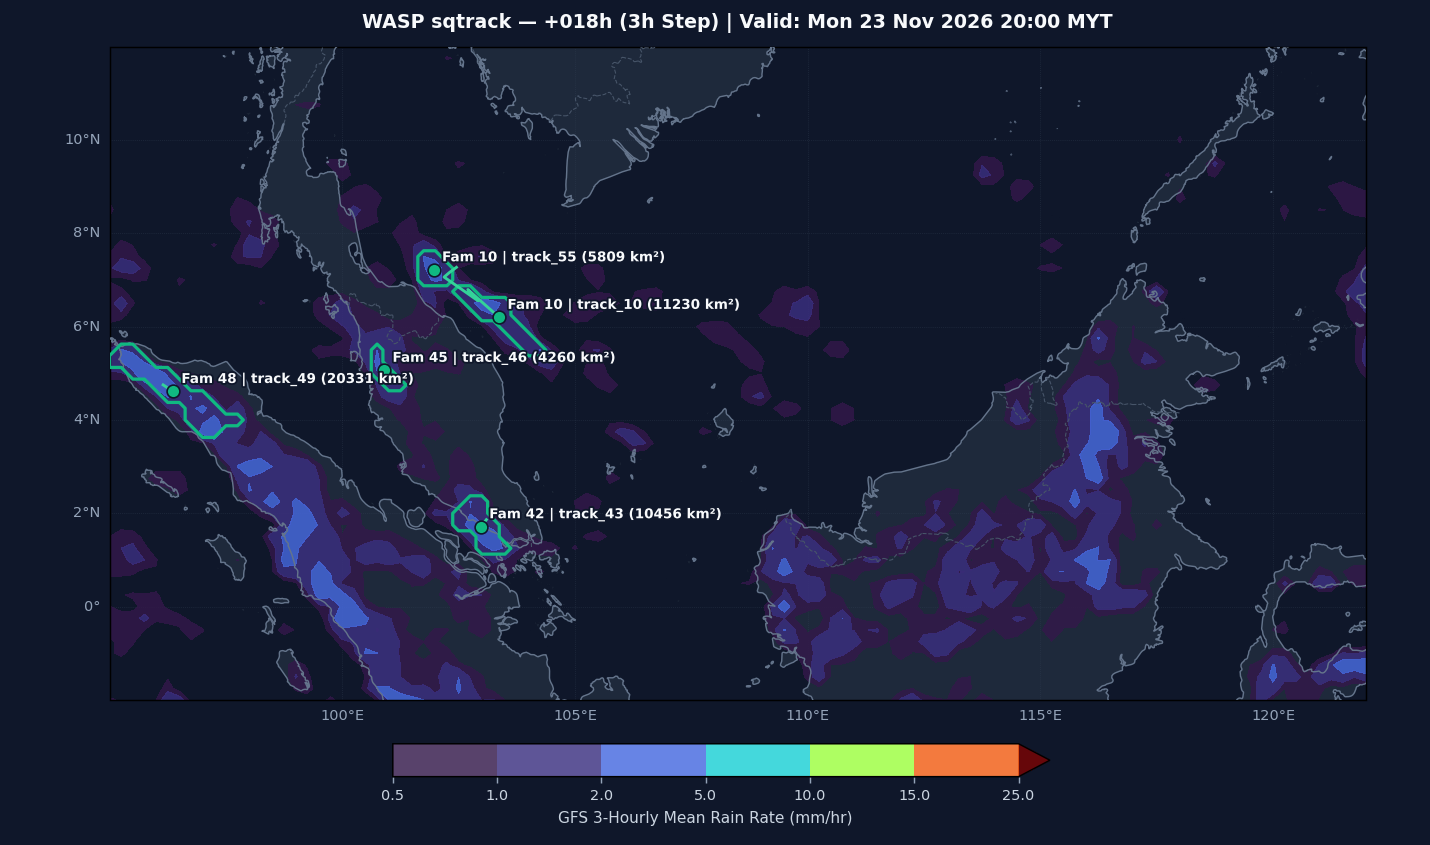 WASP sqtrack — +018h (3h Step) | Valid: Mon 23 Nov 2026 20:00 MYT
10°N
8°N
6°N
4°N
2°N
0°
Fam 10 | track_55 (5809 km²)
Fam 10 | track_10 (11230 km²)
Fam 45 | track_46 (4260 km²)
Fam 48 | track_49 (20331 km²)
Fam 42 | track_43 (10456 km²)
100°E 105°E 110°E 115°E 120°E
0.5 1.0 2.0 5.0 10.0 15.0 25.0
GFS 3-Hourly Mean Rain Rate (mm/hr)